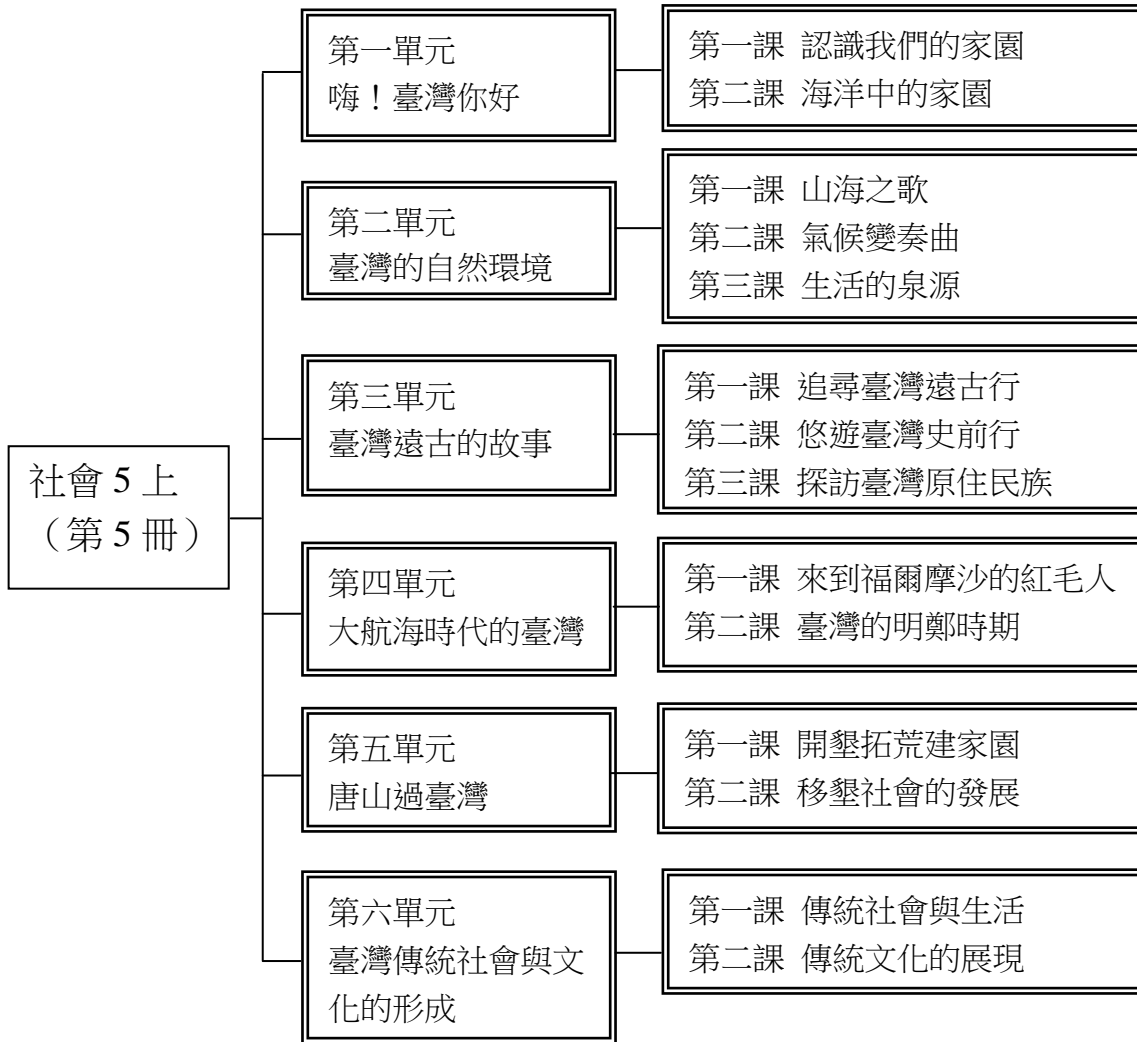 社會 5 上
（第 5 冊）
第一單元
嗨！臺灣你好
第一課 認識我們的家園
第二課 海洋中的家園
第二單元
臺灣的自然環境
第一課 山海之歌
第二課 氣候變奏曲
第三課 生活的泉源
第三單元
臺灣遠古的故事
第一課 追尋臺灣遠古行
第二課 悠遊臺灣史前行
第三課 探訪臺灣原住民族
第四單元
大航海時代的臺灣
第一課 來到福爾摩沙的紅毛人
第二課 臺灣的明鄭時期
第五單元
唐山過臺灣
第一課 開墾拓荒建家園
第二課 移墾社會的發展
第六單元
臺灣傳統社會與文
化的形成
第一課 傳統社會與生活
第二課 傳統文化的展現